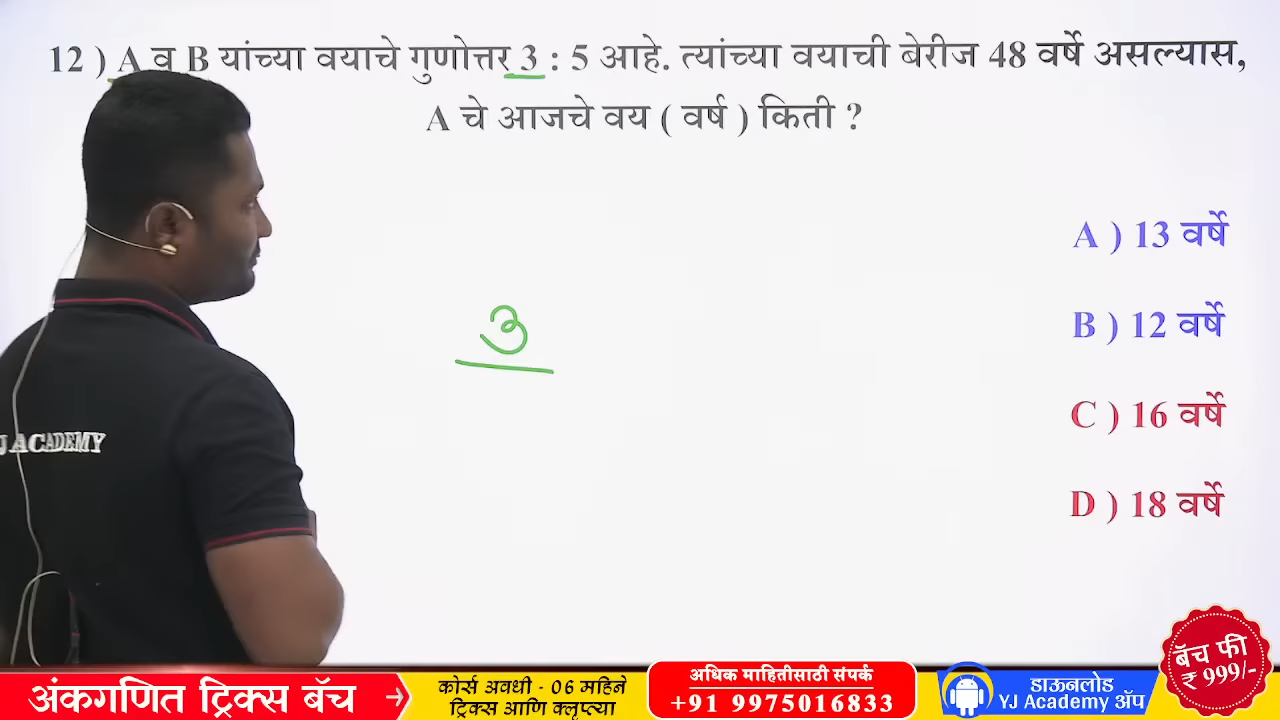 12 ) A व B यांच्या वयाचे गुणोत्तर 3 : 5 आहे. त्यांच्या वयाची बेरीज 48 वर्षे असल्यास,
A चे आजचे वय ( वर्ष ) किती ?
A ) 13 वर्षे
B ) 12 वर्षे
3
C ) 16 वर्षे
J ACADEMY
D ) 18 वर्षे
बॅच फी
₹ 999/-
अंकगणित ट्रिक्स बॅच
कोर्स अवधी - 06 महिने
ट्रिक्स आणि क्लृप्त्या
अधिक माहितीसाठी संपर्क
+91 9975016833
डाऊनलोड
YJ Academy ॲप